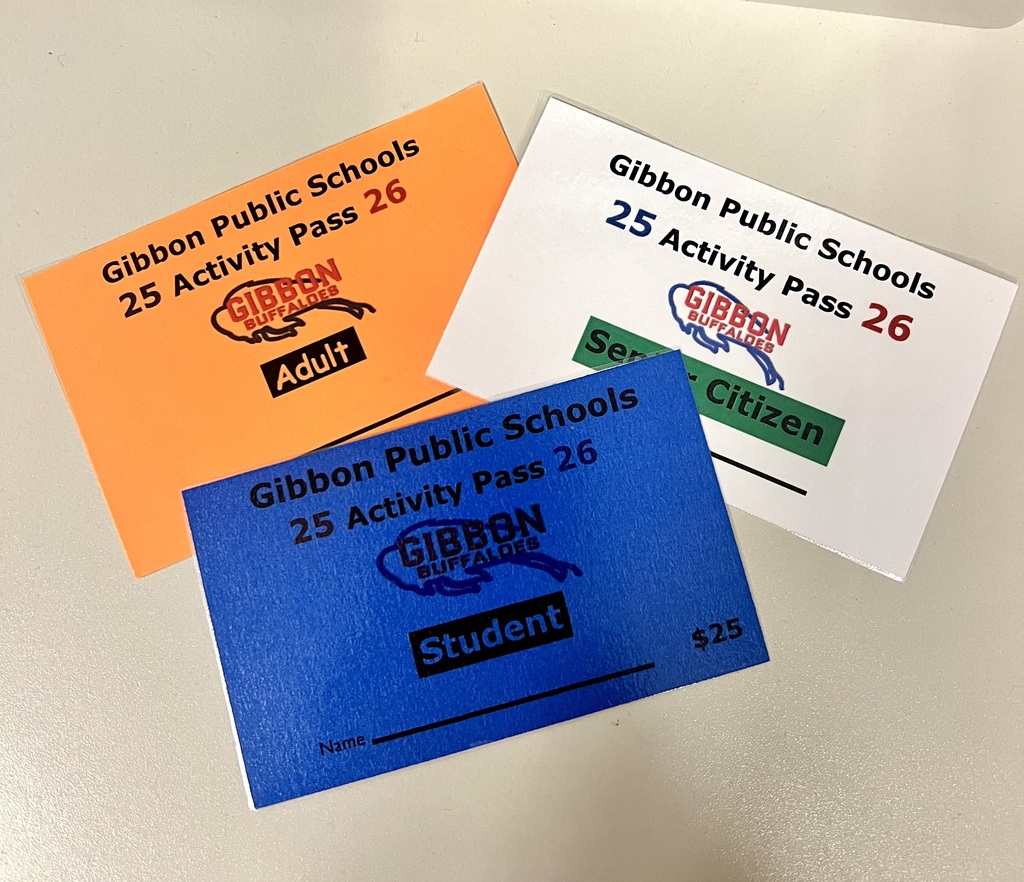 Gibbon Public Schools
25 Activity Pass 26
GIBBON
BUFFALOES
Adult
Gibbon Public Schools
25 Activity Pass 26
GIBBON
BUFFALOES
Citizen
Gibbon Public Schools
25 Activity Pass 26
GIBBON
BUFFALOES
Student
$25
Name